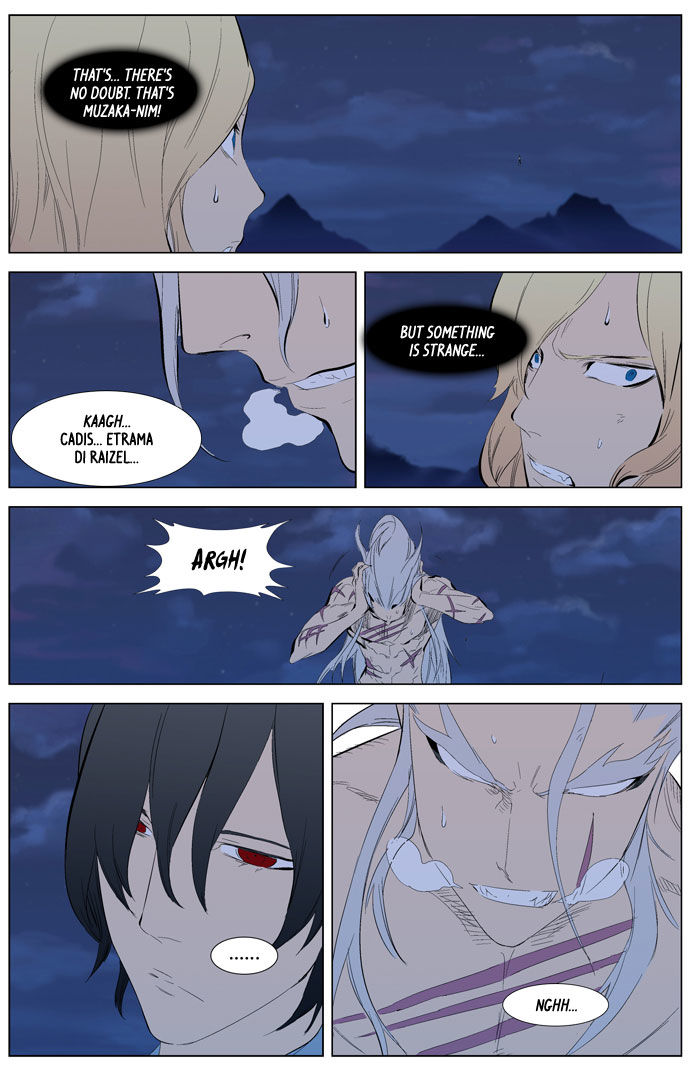 THAT'S... THERE'S
NO DOUBT. THAT'S
MUZAKA-NIM!
KAAGH...
CADIS... ETRAMA
DI RAIZEL...
BUT SOMETHING
IS STRANGE...
ARGH!
......
NGHH...